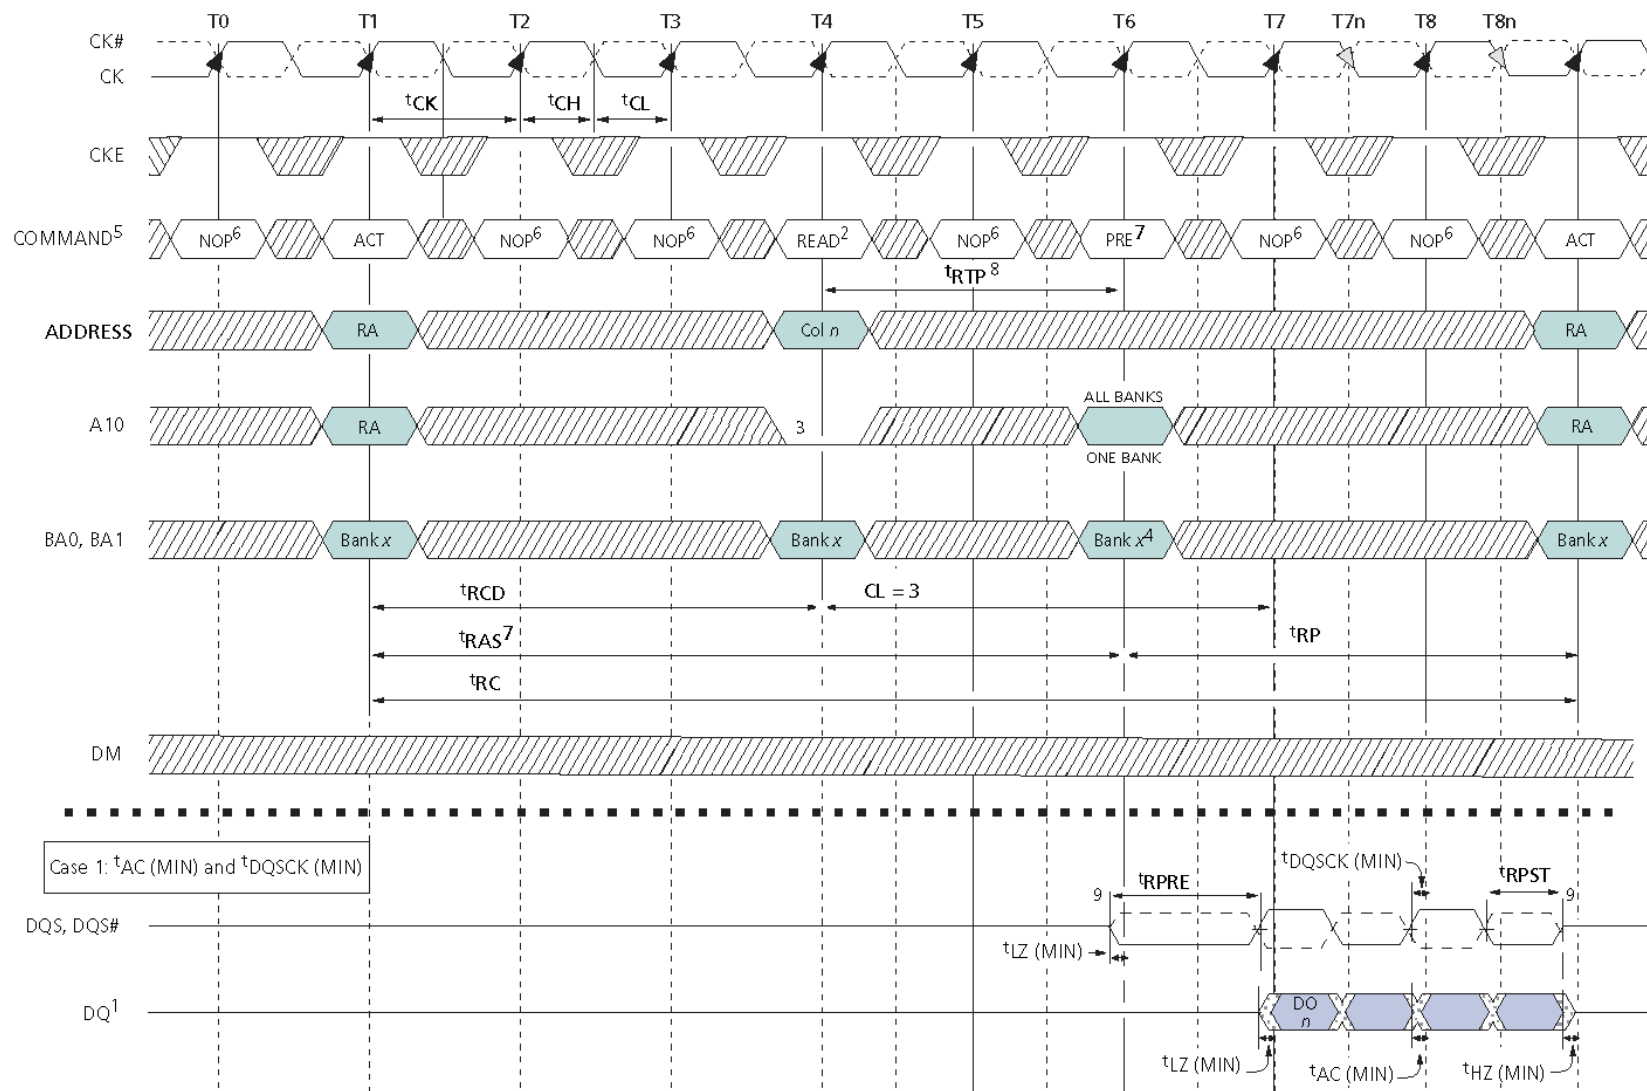 T0 T1 T2 T3 T4 T5 T6 T7 T7n T8 T8n
CK#
CK
tCK tCH tCL
CKE
COMMAND5 NOP6 ACT NOP6 NOP6 READ2 NOP6 PRE7 NOP6 NOP6 ACT
tRTP8
ADDRESS RA Col n RA
ALL BANKS
A10 RA 3 RA
ONE BANK
BA0, BA1 Bank x Bank x Bank x4 Bank x
tRCD CL = 3
tRAS7 tRP
tRC
DM
Case 1: tAC (MIN) and tDQSCK (MIN)
tDQSCK (MIN)
9 tRPRE tRPST 9
DQS, DQS#
tLZ (MIN)
DQ1 DO
n
tLZ (MIN) tAC (MIN) tHZ (MIN)